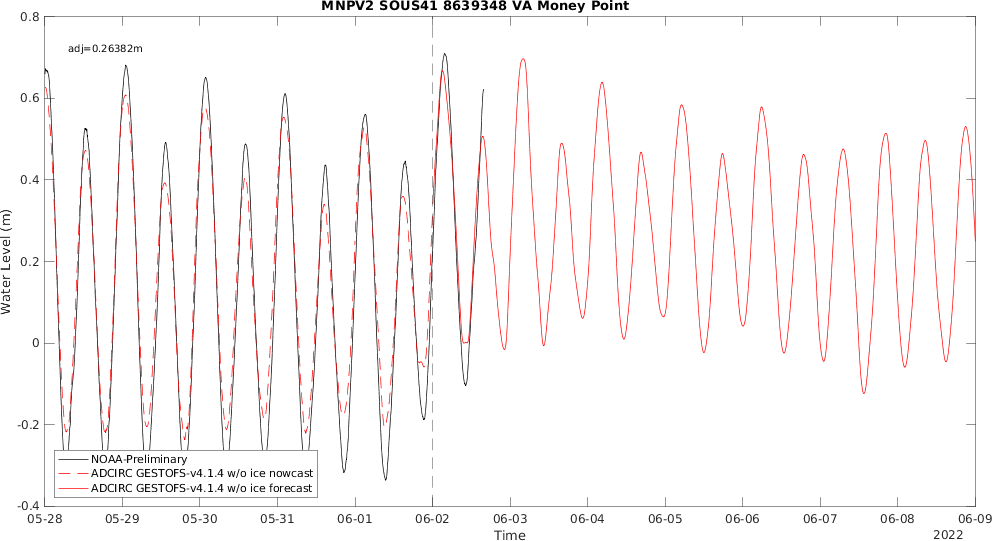 MNPV2 SOUS41 8639348 VA Money Point
adj=0.26382m
0.8
0.6
0.4
0.2
0
-0.2
-0.4
Water Level (m)
NOAA-Preliminary
ADCIRC GESTOFS-v4.1.4 w/o ice nowcast
ADCIRC GESTOFS-v4.1.4 w/o ice forecast
05-28 05-29 05-30 05-31 06-01 06-02 06-03 06-04 06-05 06-06 06-07 06-08 06-09
Time
2022